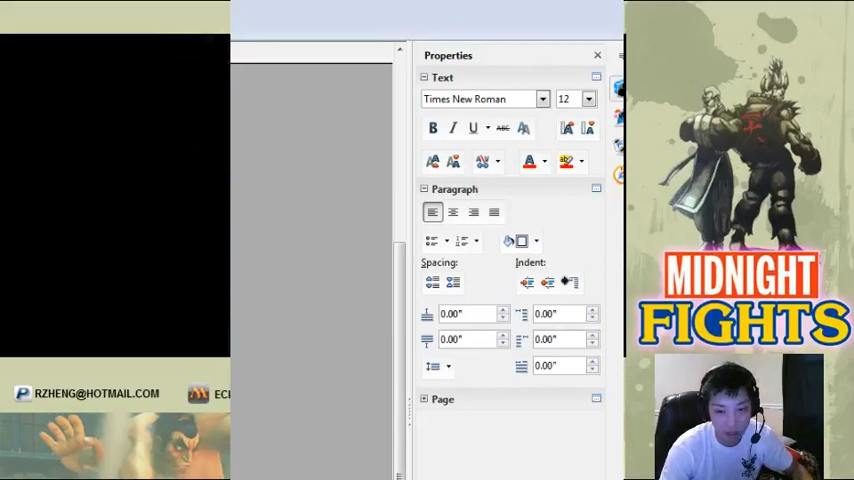 Properties
Text
Times New Roman
12
B I U ABC
Paragraph
Spacing:
Indent:
0.00"
0.00"
0.00"
0.00"
0.00"
Page
MIDNIGHT
FIGHTS
RZHENG@HOTMAIL.COM